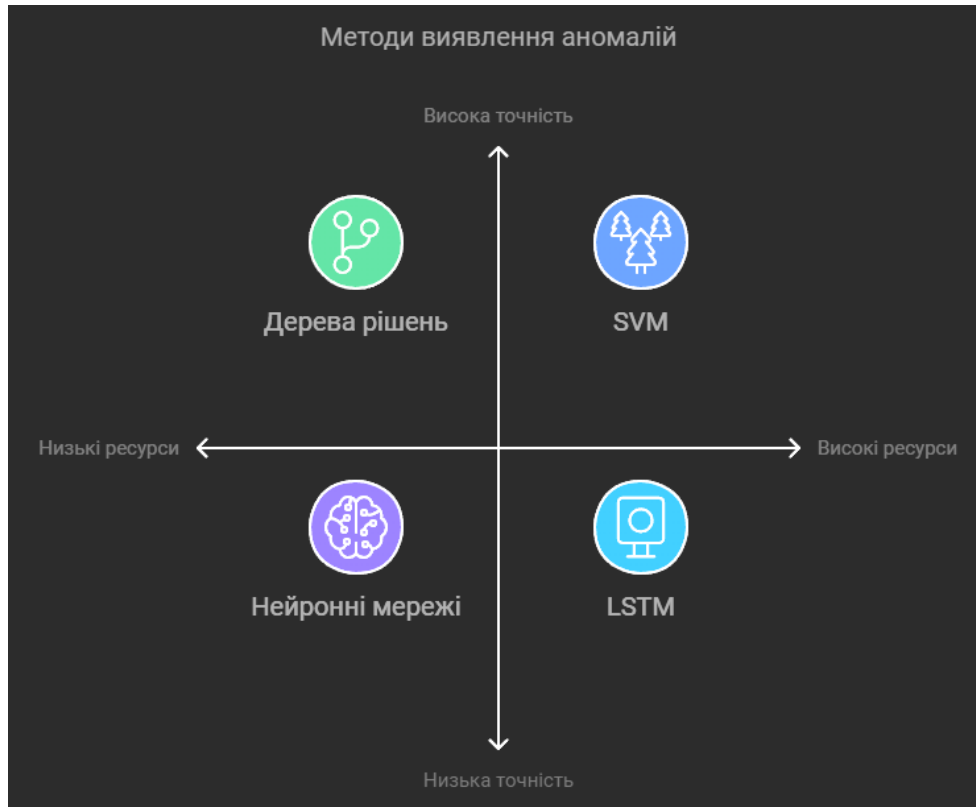 Методи виявлення аномалій
Висока точність
Дерева рішень
SVM
Низькі ресурси
Високі ресурси
Нейронні мережі
LSTM
Низька точність